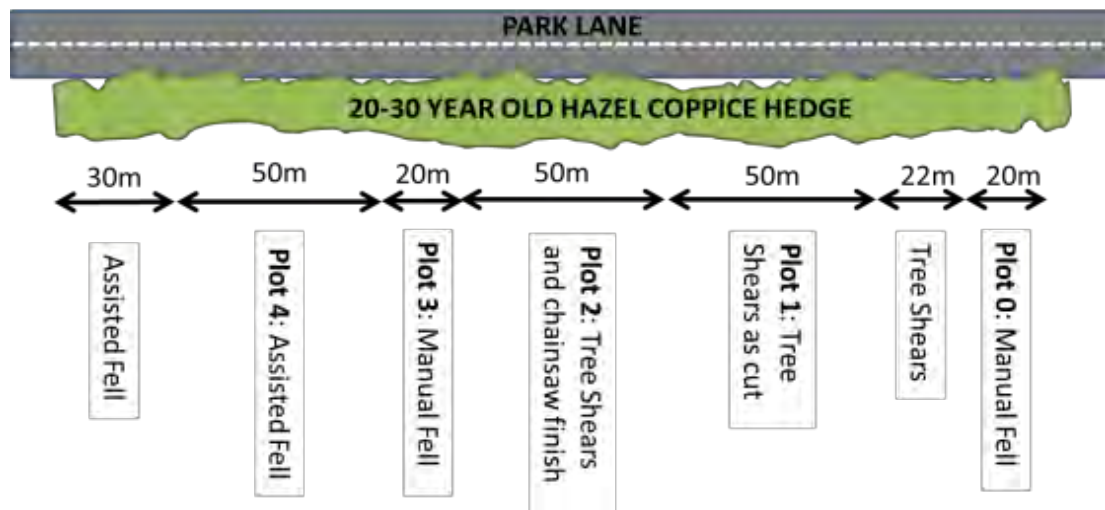 PARK LANE
20-30 YEAR OLD HAZEL COPPICE HEDGE
30m
50m
20m
50m
50m
22m
20m
Assisted Fell
Plot 4: Assisted Fell
Plot 3: Manual Fell
Plot 2: Tree Shears
and chainsaw finish
Plot 1: Tree
Shears as cut
Tree Shears
Plot 0: Manual Fell